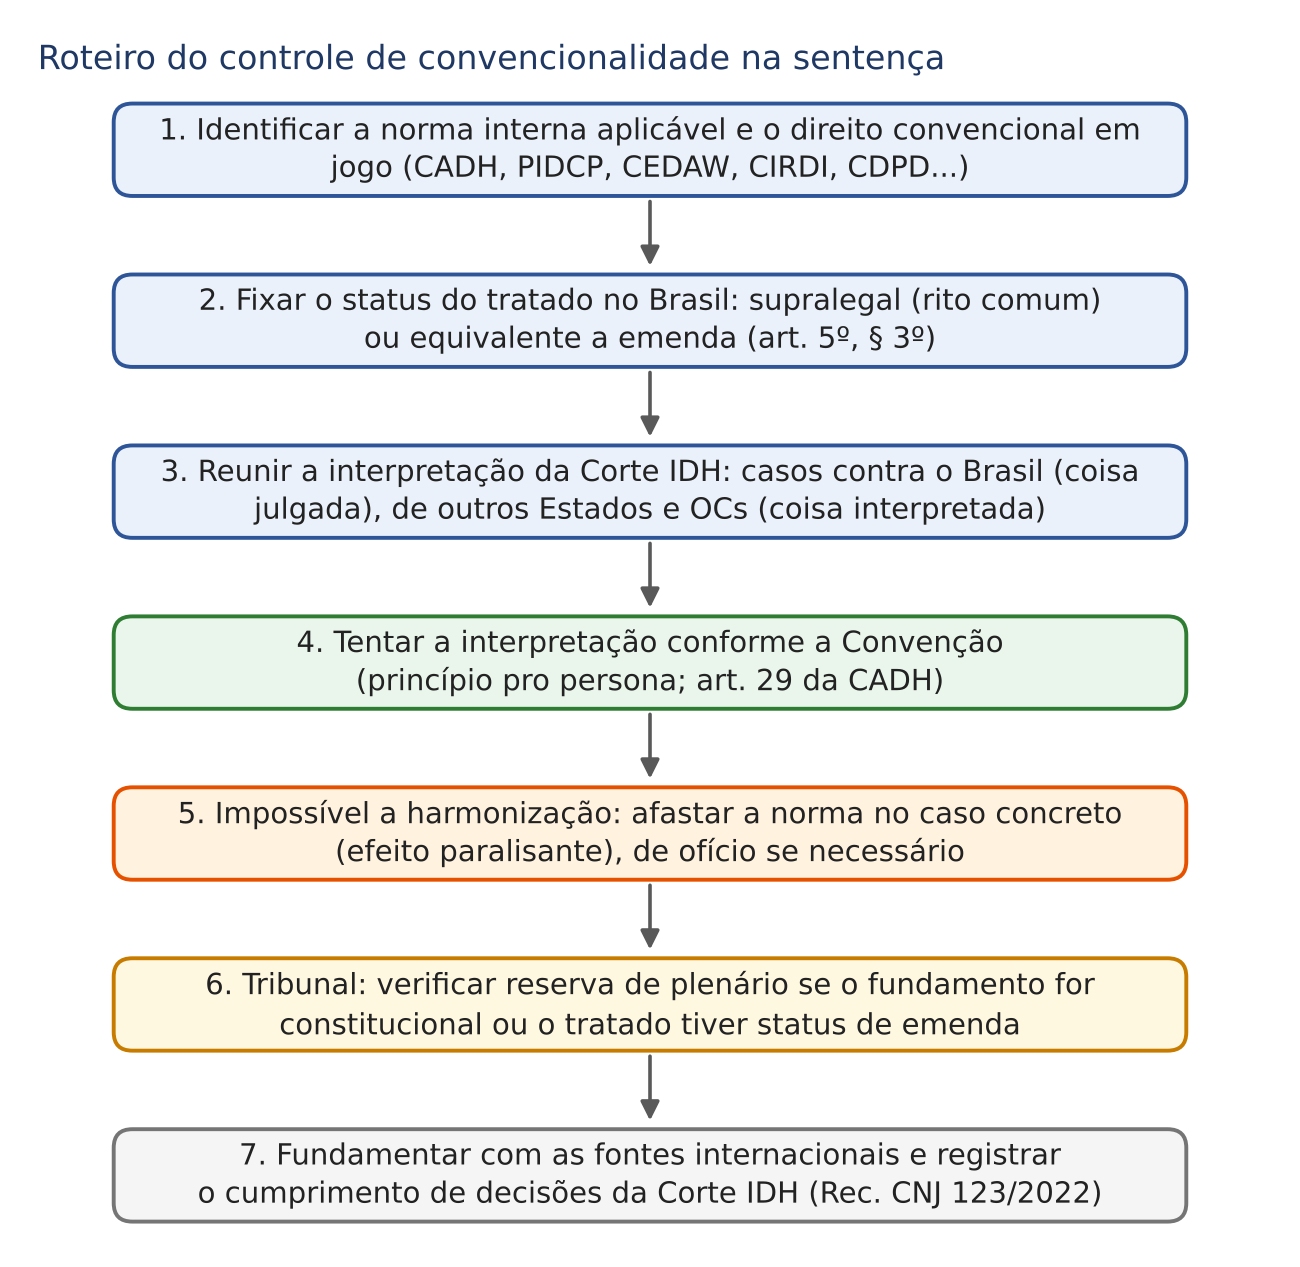 Roteiro do controle de convencionalidade na sentença
1. Identificar a norma interna aplicável e o direito convencional em
jogo (CADH, PIDCP, CEDAW, CIRDI, CDPD...)
2. Fixar o status do tratado no Brasil: supralegal (rito comum)
ou equivalente a emenda (art. 5º, § 3º)
3. Reunir a interpretação da Corte IDH: casos contra o Brasil (coisa
julgada), de outros Estados e OCs (coisa interpretada)
4. Tentar a interpretação conforme a Convenção
(princípio pro persona; art. 29 da CADH)
5. Impossível a harmonização: afastar a norma no caso concreto
(efeito paralisante), de ofício se necessário
6. Tribunal: verificar reserva de plenário se o fundamento for
constitucional ou o tratado tiver status de emenda
7. Fundamentar com as fontes internacionais e registrar
o cumprimento de decisões da Corte IDH (Rec. CNJ 123/2022)